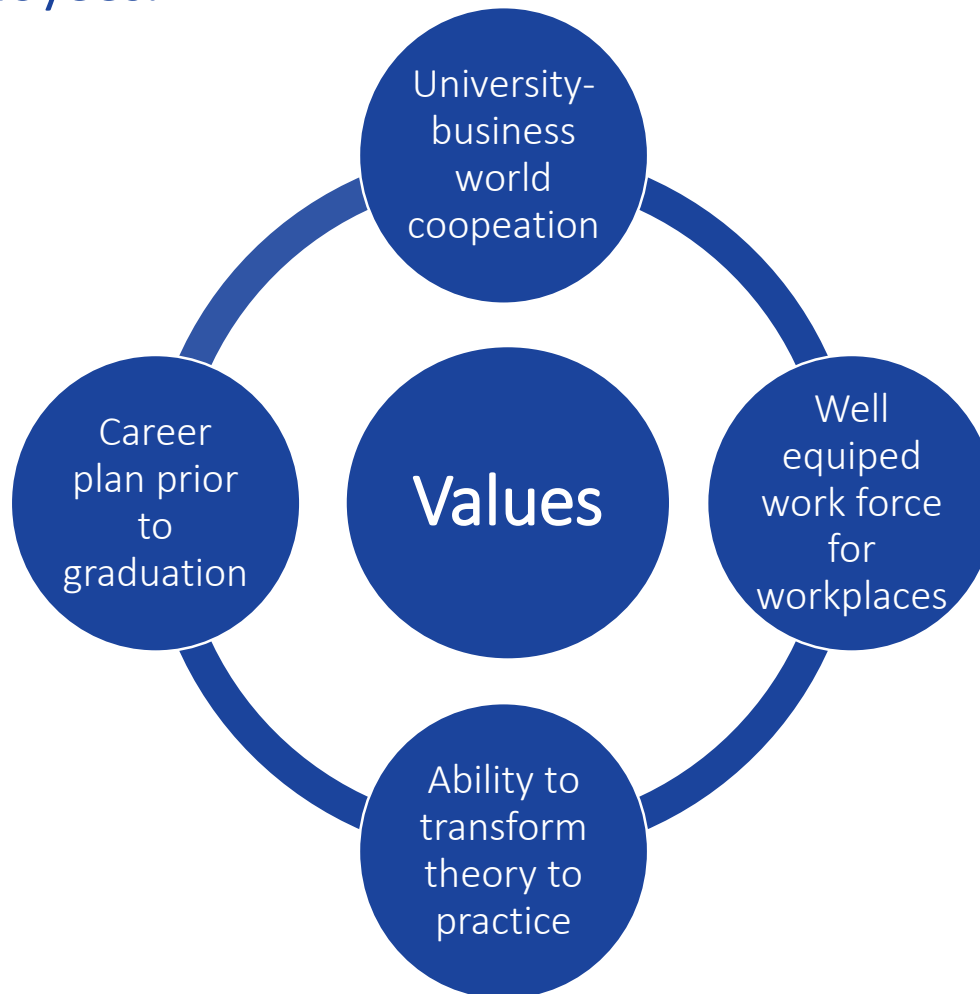 University-
business
world
coopeation
Well
equiped
work force
for
workplaces
Ability to
transform
theory to
practice
Career
plan prior
to
graduation
Values